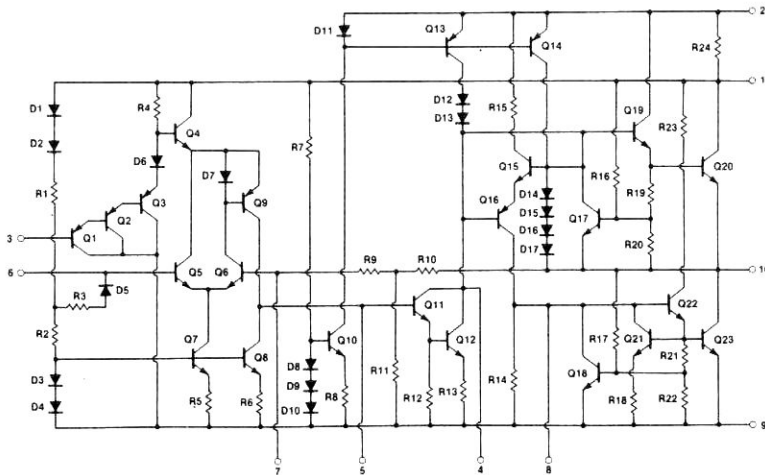 D11
Q13
Q14
2
R24
1
D1
R4
Q4
D12
R15
Q19
R23
D2
D13
R7
D6
D7
Q15
R16
Q20
R1
Q3
Q9
Q16
D14
R19
Q2
D15
Q17
3
Q1
D16
R20
D17
R9
R10
6
Q5
Q6
10
R3
D5
Q11
Q22
R2
Q7
Q8
Q10
Q12
R17
Q21
Q23
D3
D8
R11
R14
Q18
R21
D9
R8
R12
R13
R18
R22
D4
R5
R6
D10
9
7
5
4
8